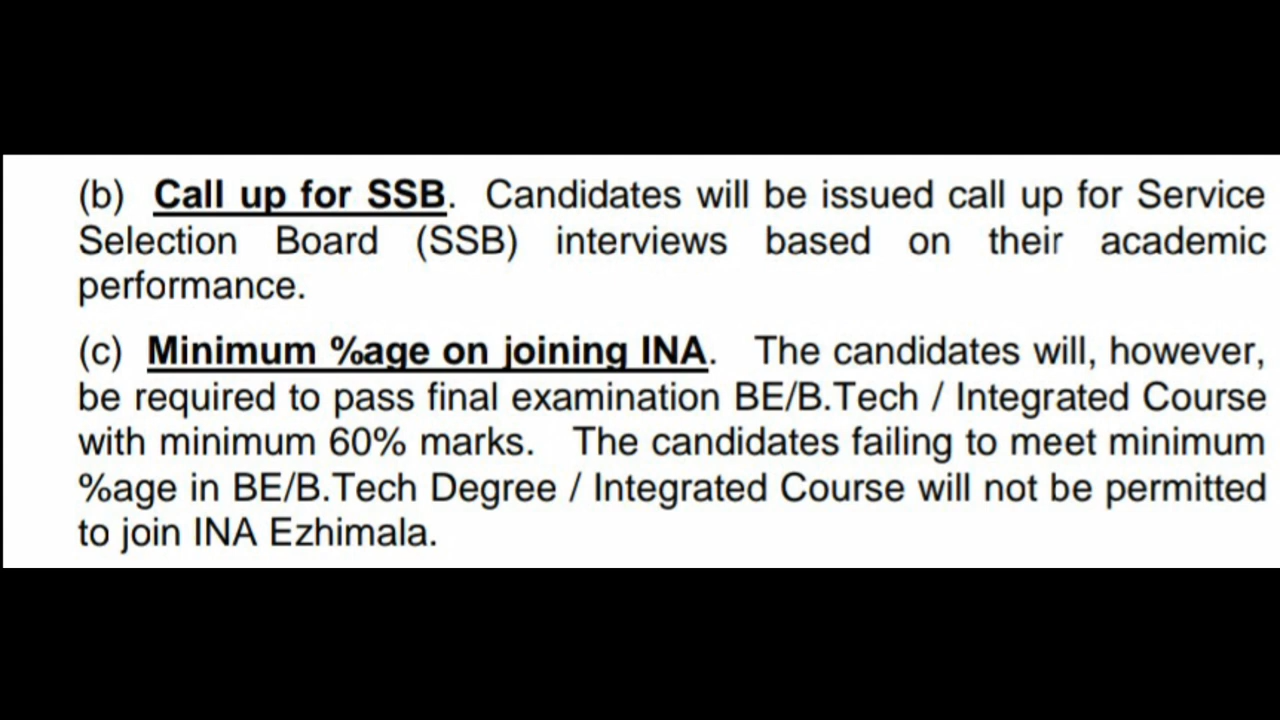 (b) Call up for SSB. Candidates will be issued call up for Service
Selection Board (SSB) interviews based on their academic
performance.
(c) Minimum %age on joining INA. The candidates will, however,
be required to pass final examination BE/B.Tech / Integrated Course
with minimum 60% marks. The candidates failing to meet minimum
%age in BE/B.Tech Degree / Integrated Course will not be permitted
to join INA Ezhimala.